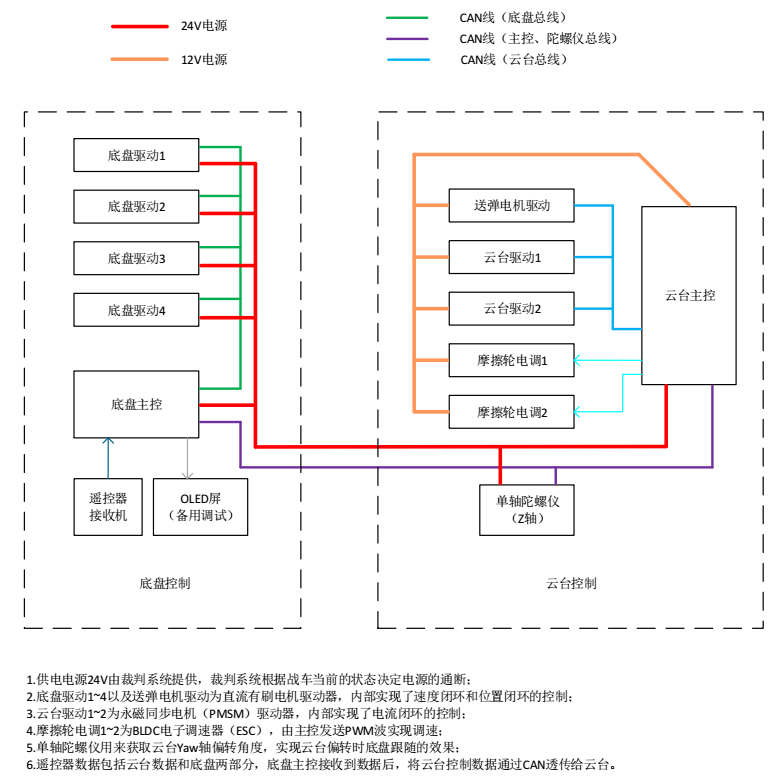 24V电源
12V电源
CAN线（底盘总线）
CAN线（主控、陀螺仪总线）
CAN线（云台总线）
底盘驱动1
底盘驱动2
底盘驱动3
底盘驱动4
底盘主控
遥控器
接收机
OLED屏
（备用调试）
底盘控制
送弹电机驱动
云台驱动1
云台驱动2
摩擦轮电调1
摩擦轮电调2
云台主控
单轴陀螺仪
（Z轴）
云台控制
1.供电电源24V由裁判系统提供，裁判系统根据战车当前的状态决定电源的通断；
2.底盘驱动1~4以及送弹电机驱动为直流有刷电机驱动器，内部实现了速度闭环和位置闭环的控制；
3.云台驱动1~2为永磁同步电机（PMSM）驱动器，内部实现了电流闭环的控制；
4.摩擦轮电调1~2为BLDC电子调速器（ESC），由主控发送PWM波实现调速；
5.单轴陀螺仪用来获取云台Yaw轴偏转角度，实现云台偏转时底盘跟随的效果；
6.遥控器数据包括云台数据和底盘两部分，底盘主控接收到数据后，将云台控制数据通过CAN透传给云台。